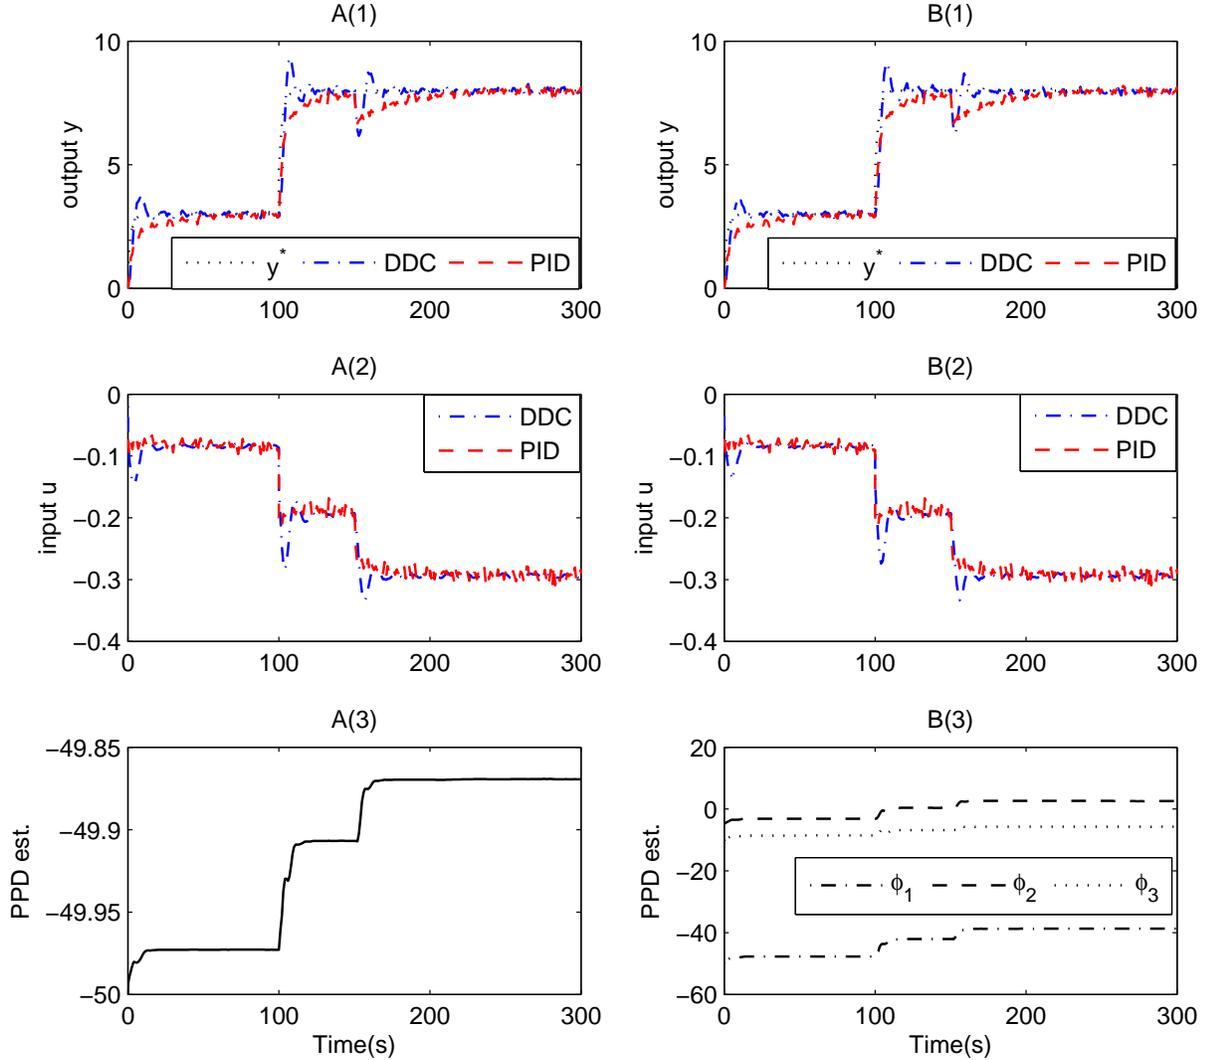 A(1)
10
5
0
output y
y* DDC PID
0 100 200 300
B(1)
10
5
0
output y
y* DDC PID
0 100 200 300
A(2)
0
−0.1
−0.2
−0.3
−0.4
input u
DDC
PID
0 100 200 300
B(2)
0
−0.1
−0.2
−0.3
−0.4
input u
DDC
PID
0 100 200 300
A(3)
−49.85
−49.9
−49.95
−50
PPD est.
0 100 200 300
Time(s)
B(3)
20
0
−20
−40
−60
PPD est.
ϕ1 ϕ2 ϕ3
0 100 200 300
Time(s)